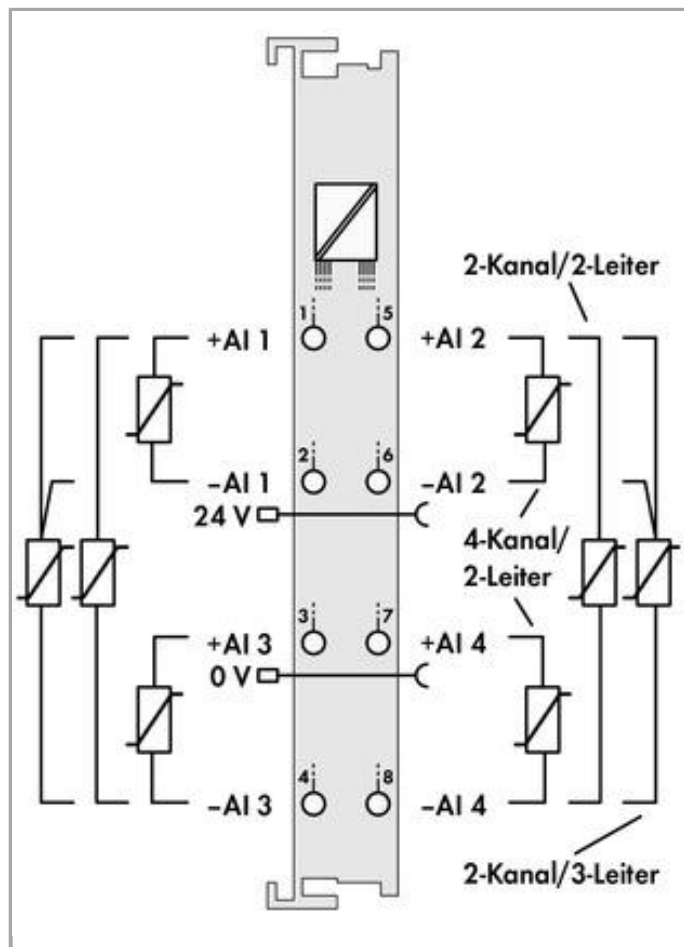 2-Kanal/2-Leiter
1
5
+AI 1
+AI 2
2
6
–AI 1
–AI 2
24 V
4-Kanal/
2-Leiter
3
7
+AI 3
+AI 4
0 V
4
8
–AI 3
–AI 4
2-Kanal/3-Leiter